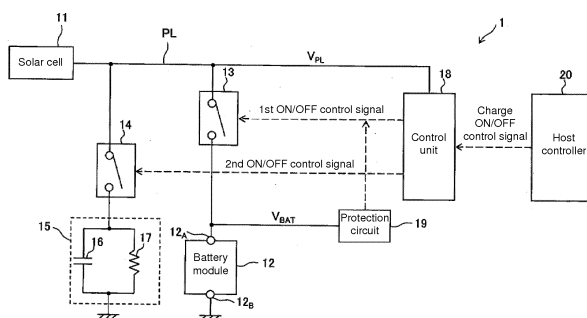 11
PL
1
Solar cell
V_PL
13
18
20
14
1st ON/OFF control signal
Control
unit
Charge
ON/OFF
control signal
Host
controller
2nd ON/OFF control signal
15
16
17
V_BAT
Protection
circuit
19
12_A
Battery
module
12
12_B